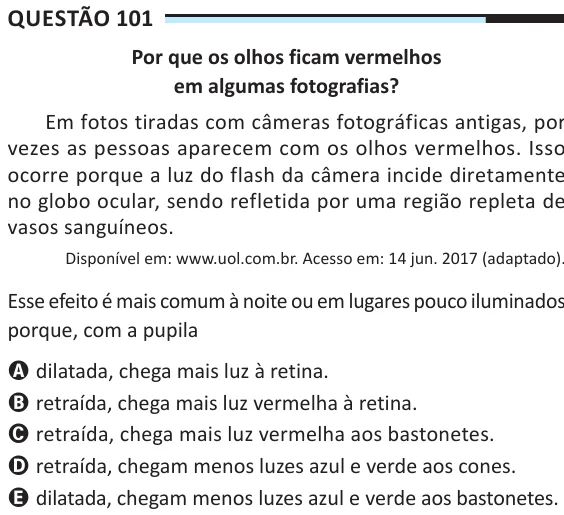 QUESTÃO 101
Por que os olhos ficam vermelhos
em algumas fotografias?
Em fotos tiradas com câmeras fotográficas antigas, por
vezes as pessoas aparecem com os olhos vermelhos. Isso
ocorre porque a luz do flash da câmera incide diretamente
no globo ocular, sendo refletida por uma região repleta de
vasos sanguíneos.
Disponível em: www.uol.com.br. Acesso em: 14 jun. 2017 (adaptado).
Esse efeito é mais comum à noite ou em lugares pouco iluminados
porque, com a pupila
A dilatada, chega mais luz à retina.
B retraída, chega mais luz vermelha à retina.
C retraída, chega mais luz vermelha aos bastonetes.
D retraída, chegam menos luzes azul e verde aos cones.
E dilatada, chegam menos luzes azul e verde aos bastonetes.